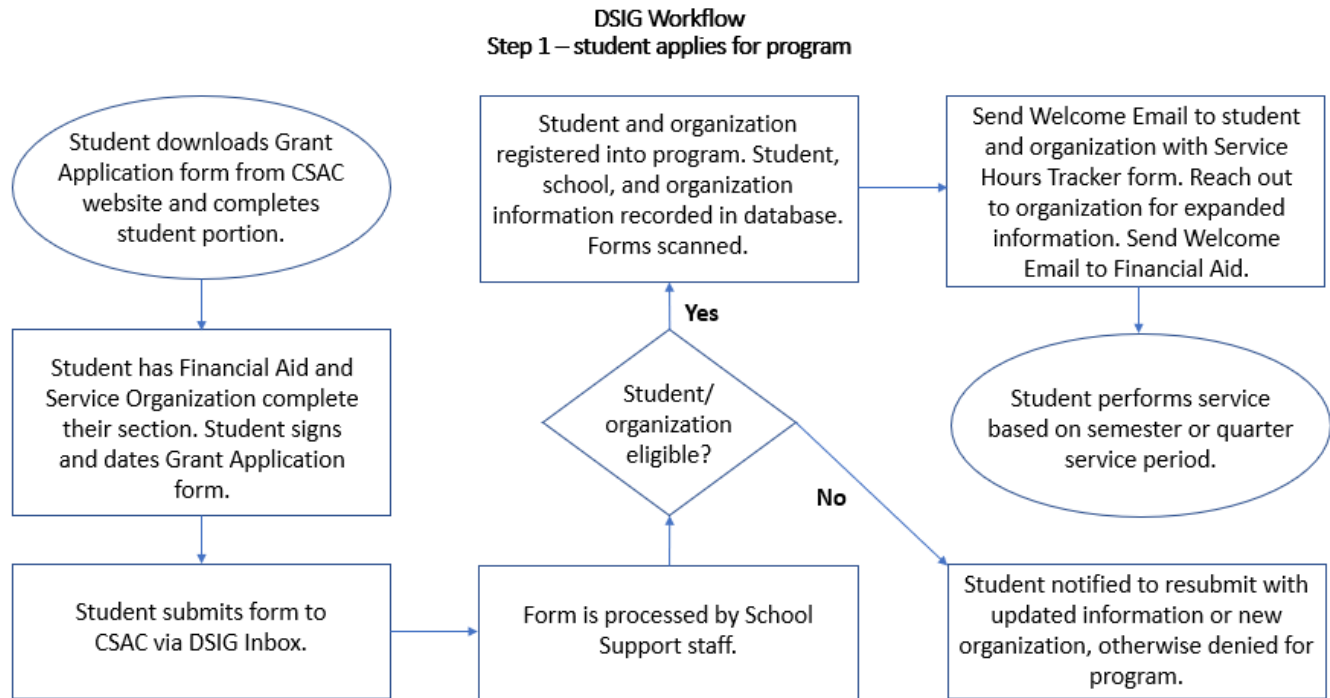 DSIG Workflow
Step 1 – student applies for program
Student downloads Grant
Application form from CSAC
website and completes
student portion.
Student has Financial Aid and
Service Organization complete
their section. Student signs
and dates Grant Application
form.
Student submits form to
CSAC via DSIG Inbox.
Form is processed by School
Support staff.
Student/
organization
eligible?
Yes
Student and organization
registered into program. Student,
school, and organization
information recorded in database.
Forms scanned.
Send Welcome Email to student
and organization with Service
Hours Tracker form. Reach out
to organization for expanded
information. Send Welcome
Email to Financial Aid.
Student performs service
based on semester or quarter
service period.
No
Student notified to resubmit with
updated information or new
organization, otherwise denied for
program.